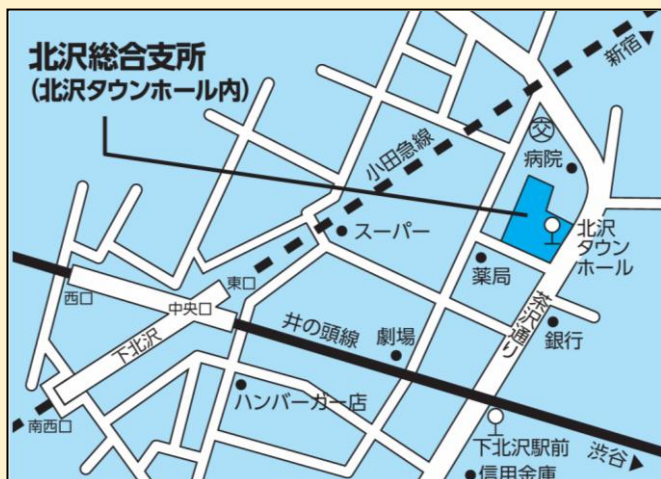 北沢総合支所
(北沢タウンホール内)
新宿▶
交
病院
小田急線
スーパー
北沢
タウン
ホール
薬局
東口
西口
中央口
茶沢通り
銀行
井の頭線
劇場
下北沢
ハンバーガー店
南西口
下北沢駅前
渋谷▶
信用金庫